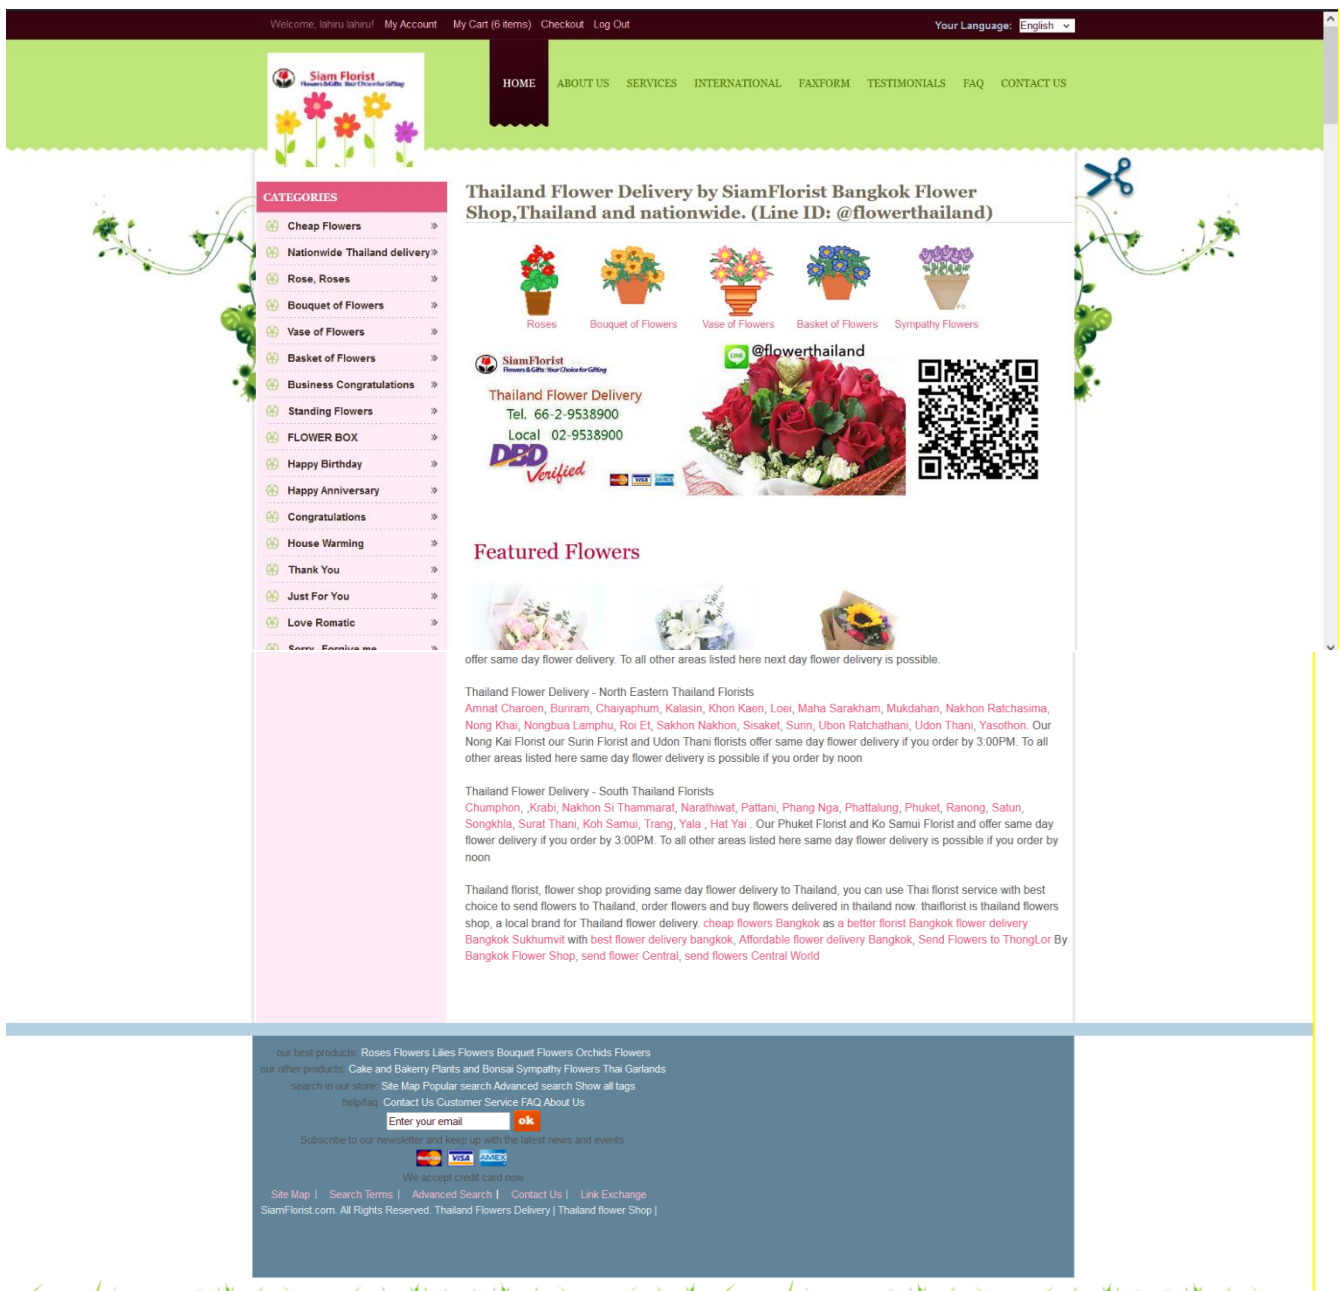 Welcome, lahiru lahiru! My Account My Cart (6 items) Checkout Log Out
Your Language: English
Siam Florist
Flowers & Gifts: Your Choice for Gifting
HOME ABOUT US SERVICES INTERNATIONAL FAXFORM TESTIMONIALS FAQ CONTACT US
CATEGORIES
Cheap Flowers
Nationwide Thailand delivery
Rose, Roses
Bouquet of Flowers
Vase of Flowers
Basket of Flowers
Business Congratulations
Standing Flowers
FLOWER BOX
Happy Birthday
Happy Anniversary
Congratulations
House Warming
Thank You
Just For You
Love Romatic
Sorry, Forgive me
Thailand Flower Delivery by SiamFlorist Bangkok Flower
Shop,Thailand and nationwide. (Line ID: @flowerthailand)
Roses Bouquet of Flowers Vase of Flowers Basket of Flowers Sympathy Flowers
SiamFlorist
Flowers & Gifts: Your Choice for Gifting
LINE @flowerthailand
Thailand Flower Delivery
Tel. 66-2-9538900
Local 02-9538900
DBD
Verified
MasterCard VISA AMEX
Featured Flowers
offer same day flower delivery. To all other areas listed here next day flower delivery is possible.
Thailand Flower Delivery - North Eastern Thailand Florists
Amnat Charoen, Buriram, Chaiyaphum, Kalasin, Khon Kaen, Loei, Maha Sarakham, Mukdahan, Nakhon Ratchasima,
Nong Khai, Nongbua Lamphu, Roi Et, Sakhon Nakhon, Sisaket, Surin, Ubon Ratchathani, Udon Thani, Yasothon. Our
Nong Kai Florist our Surin Florist and Udon Thani florists offer same day flower delivery if you order by 3:00PM. To all
other areas listed here same day flower delivery is possible if you order by noon
Thailand Flower Delivery - South Thailand Florists
Chumphon, ,Krabi, Nakhon Si Thammarat, Narathiwat, Pattani, Phang Nga, Phattalung, Phuket, Ranong, Satun,
Songkhla, Surat Thani, Koh Samui, Trang, Yala , Hat Yai . Our Phuket Florist and Ko Samui Florist and offer same day
flower delivery if you order by 3:00PM. To all other areas listed here same day flower delivery is possible if you order by
noon
Thailand florist, flower shop providing same day flower delivery to Thailand, you can use Thai florist service with best
choice to send flowers to Thailand, order flowers and buy flowers delivered in thailand now. thaiflorist is thailand flowers
shop, a local brand for Thailand flower delivery. cheap flowers Bangkok as a better florist Bangkok flower delivery
Bangkok Sukhumvit with best flower delivery bangkok, Affordable flower delivery Bangkok, Send Flowers to ThongLor By
Bangkok Flower Shop, send flower Central, send flowers Central World
our best products: Roses Flowers Lilies Flowers Bouquet Flowers Orchids Flowers
our other products: Cake and Bakerry Plants and Bonsai Sympathy Flowers Thai Garlands
search in our store: Site Map Popular search Advanced search Show all tags
help/faq: Contact Us Customer Service FAQ About Us
Enter your email ok
Subscribe to our newsletter and keep up with the latest news and events.
MasterCard VISA AMEX
We accept credit card now
Site Map | Search Terms | Advanced Search | Contact Us | Link Exchange
SiamFlorist.com. All Rights Reserved. Thailand Flowers Delivery | Thailand flower Shop |